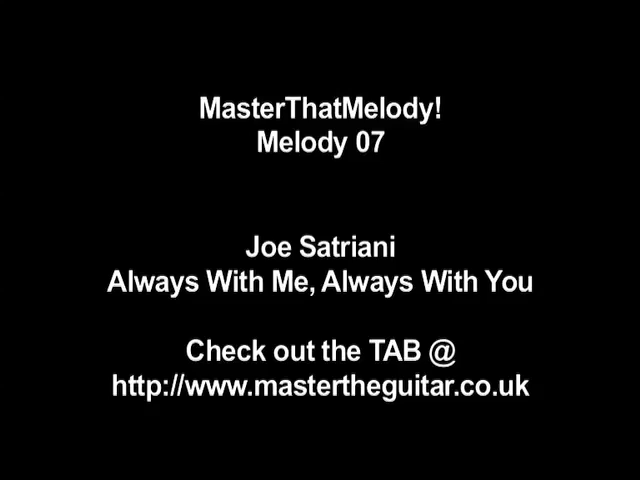 MasterThatMelody!
Melody 07
Joe Satriani
Always With Me, Always With You
Check out the TAB @
http://www.mastertheguitar.co.uk